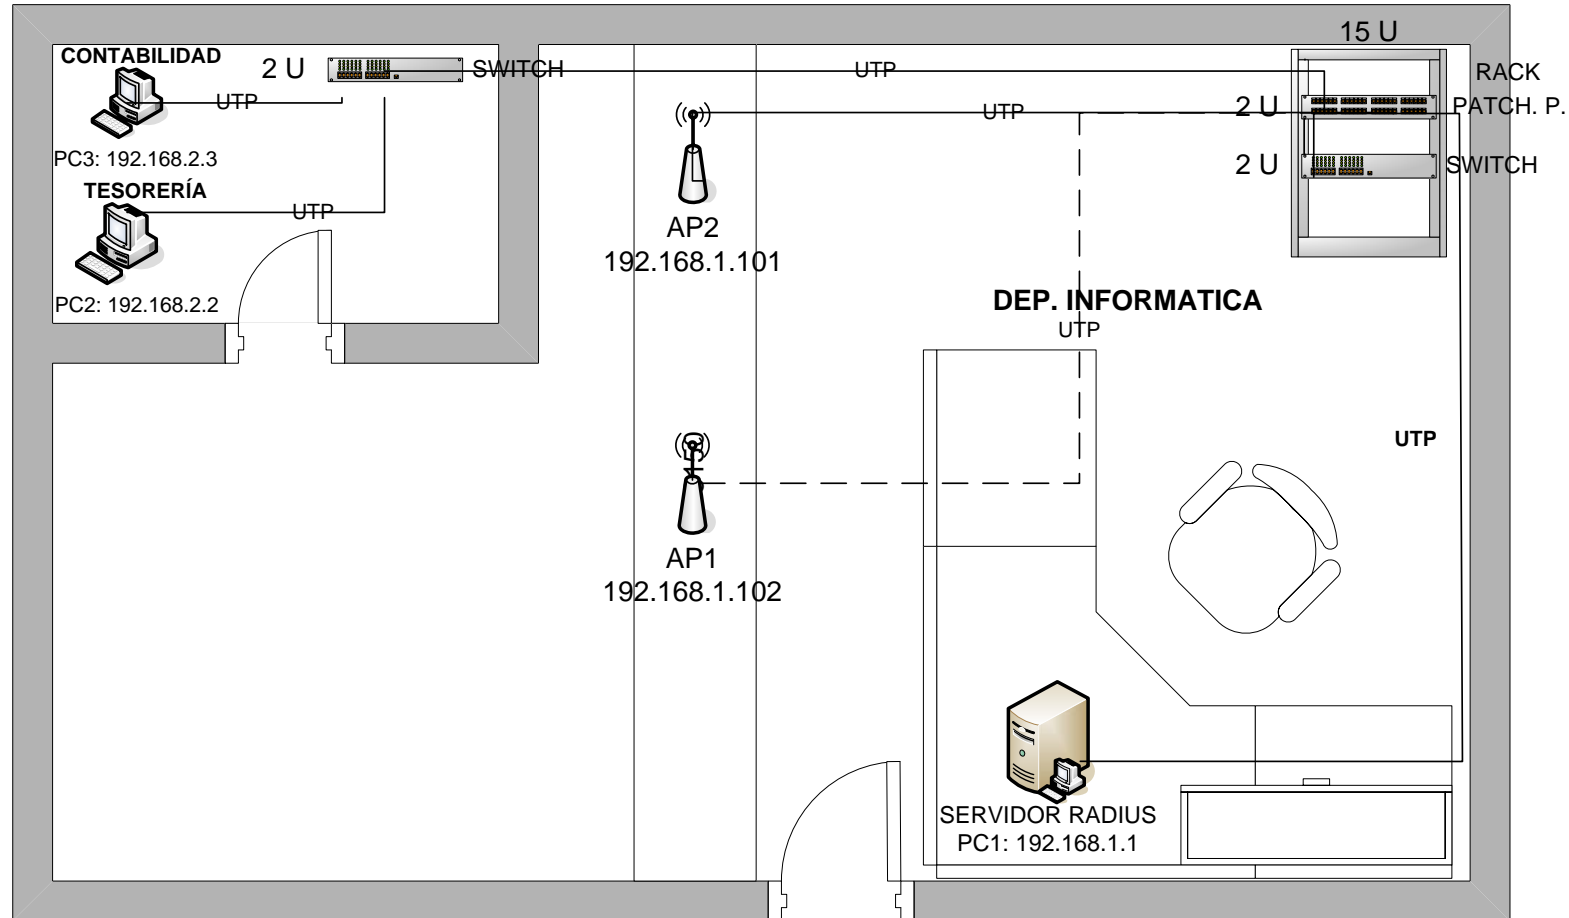 15 U
CONTABILIDAD
2 U
SWITCH
UTP
RACK
UTP
UTP
2 U
PATCH. P.
PC3: 192.168.2.3
2 U
SWITCH
TESORERÍA
UTP
AP2
192.168.1.101
PC2: 192.168.2.2
DEP. INFORMATICA
UTP
UTP
AP1
192.168.1.102
SERVIDOR RADIUS
PC1: 192.168.1.1